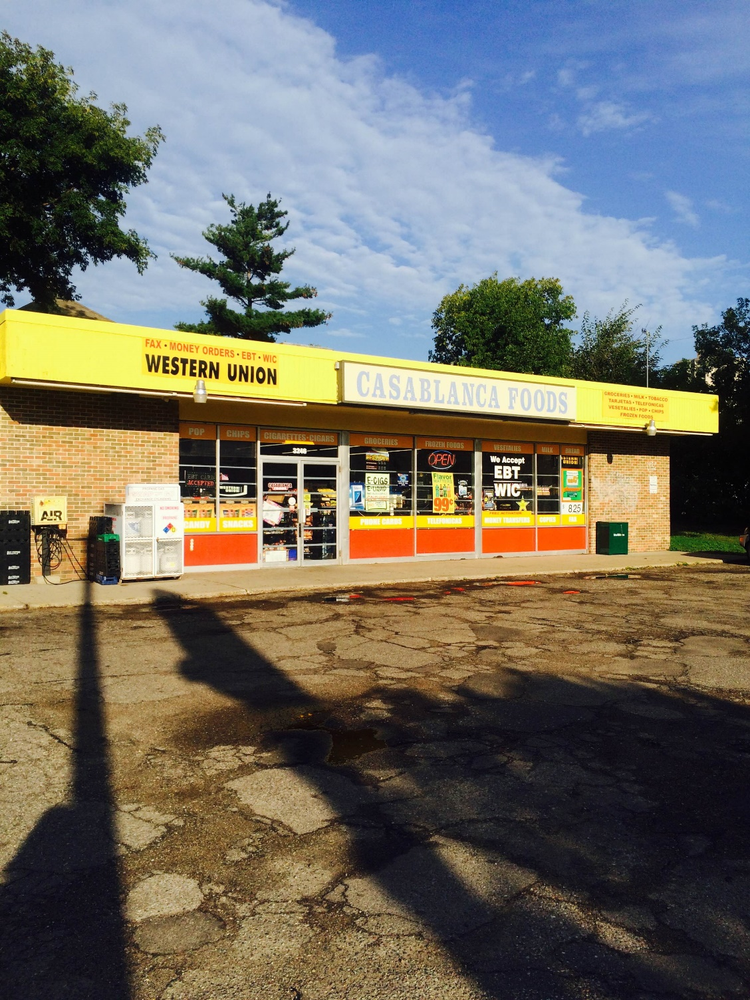 FAX • MONEY ORDERS • EBT • WIC
WESTERN UNION
CASABLANCA FOODS
GROCERIES • MILK • TOBACCO
TARJETAS • TELEFONICAS
VESETALIES • POP • CHIPS
FROZEN FOODS
POP
CHIPS
CIGARETTES-CIGARS
GROCERIES
FROZEN FOODS
VESETALIES
MILK
BREAD
3246
OPEN
We Accept
EBT
WIC
EBT CARD
ACCEPTED
CASABLANCA
E-CIGS
E-LIQUID
Flavor
99¢
WESTERN
UNION
825
NO SMOKING
PROPANE
AIR
CANDY
SNACKS
PHONE CARDS
TELEFONICAS
MONEY TRANSFERS
COPIES
FAX